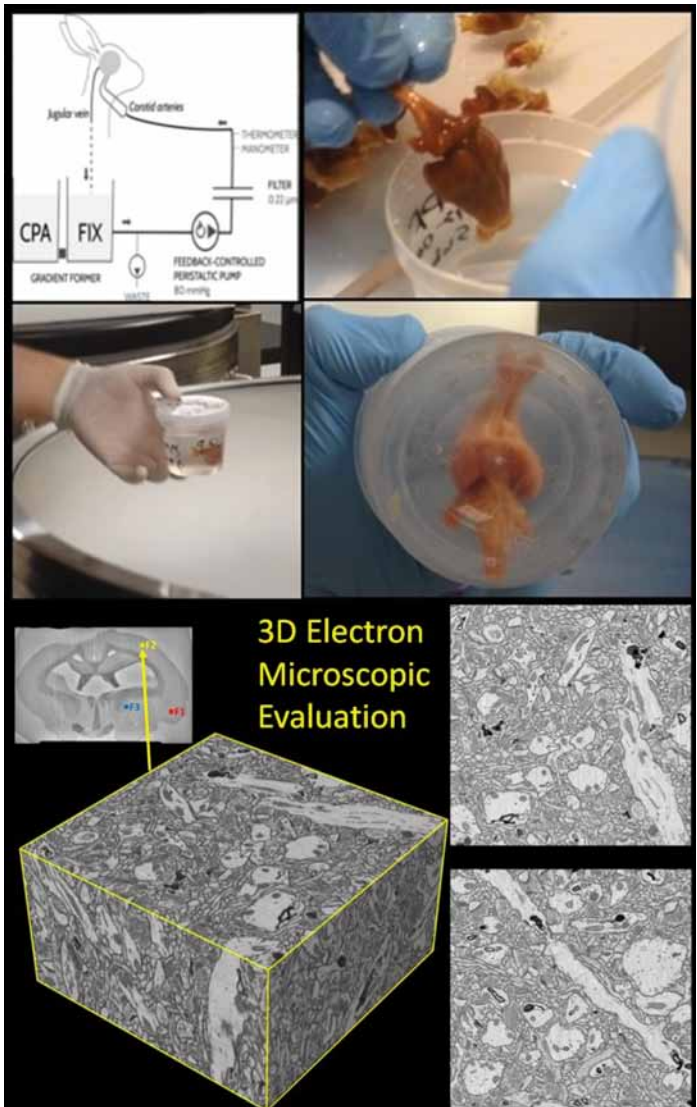 Jugular vein
Carotid arteries
THERMOMETER
MANOMETER
FILTER
0.22 µm
CPA
FIX
GRADIENT FORMER
WASTE
FEEDBACK-CONTROLLED
PERISTALTIC PUMP
80 mmHg
3D Electron
Microscopic
Evaluation
F2
F3
F1